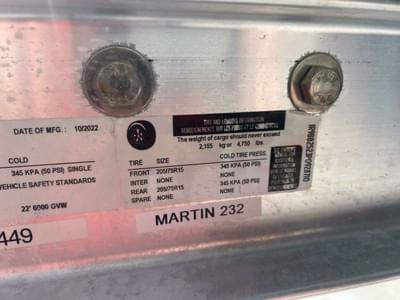 DATE OF MFG.: 10/2022
COLD
345 KPA (50 PSI) SINGLE
VEHICLE SAFETY STANDARDS
22' 6000 GVW
449
TIRE AND LOADING INFORMATION
The weight of cargo should never exceed
2,155 kg or 4,750 lbs.
TIRE SIZE COLD TIRE PRESS.
FRONT 205/75R15 345 KPA (50 PSI)
INTER NONE NONE
REAR 205/75R15 345 KPA (50 PSI)
SPARE NONE NONE
MARTIN 232